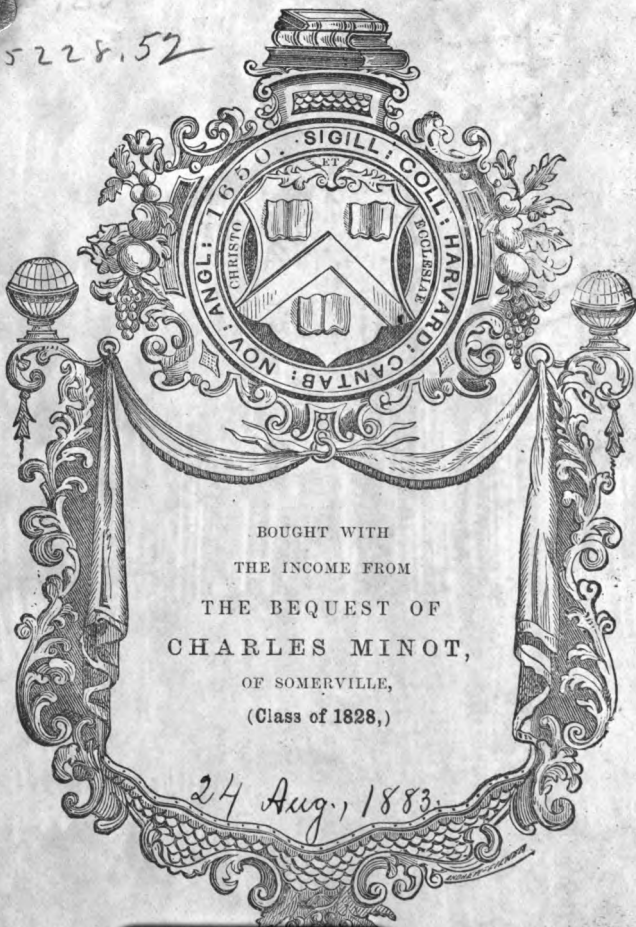 5228.52
SIGILL: COLL: HARVARD: CANTAB: NOV: ANGL: 1650.
ET
CHRISTO
ECCLESIAE
BOUGHT WITH
THE INCOME FROM
THE BEQUEST OF
CHARLES MINOT,
OF SOMERVILLE,
(Class of 1828,)
24 Aug., 1883.